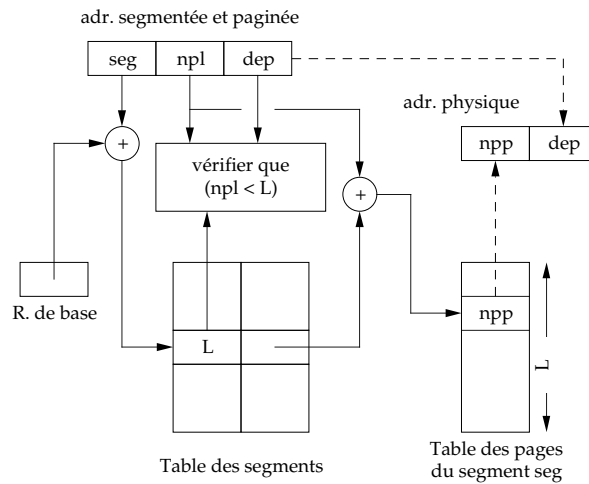 adr. segmentée et paginée
seg npl dep
adr. physique
npp dep
+
vérifier que
(npl < L)
+
R. de base
L
npp
L
Table des segments
Table des pages
du segment seg